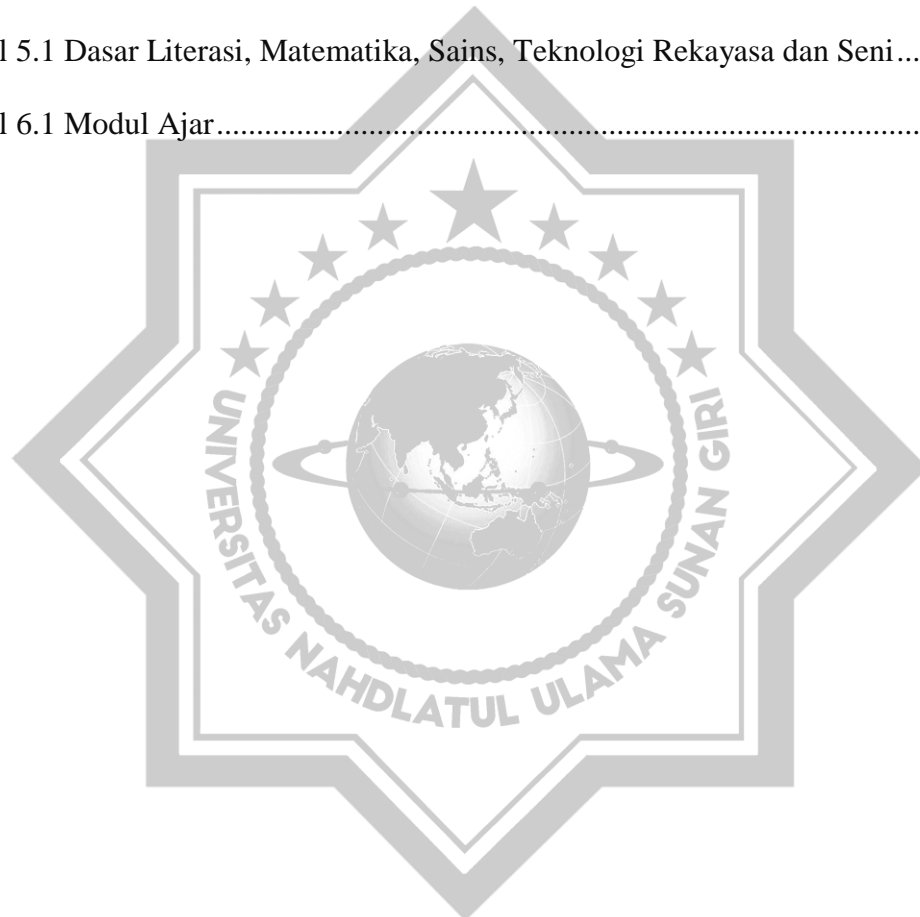 l 5.1 Dasar Literasi, Matematika, Sains, Teknologi Rekayasa dan Seni...
l 6.1 Modul Ajar........................................................................................
UNIVERSITAS NAHDLATUL ULAMA SUNAN GIRI